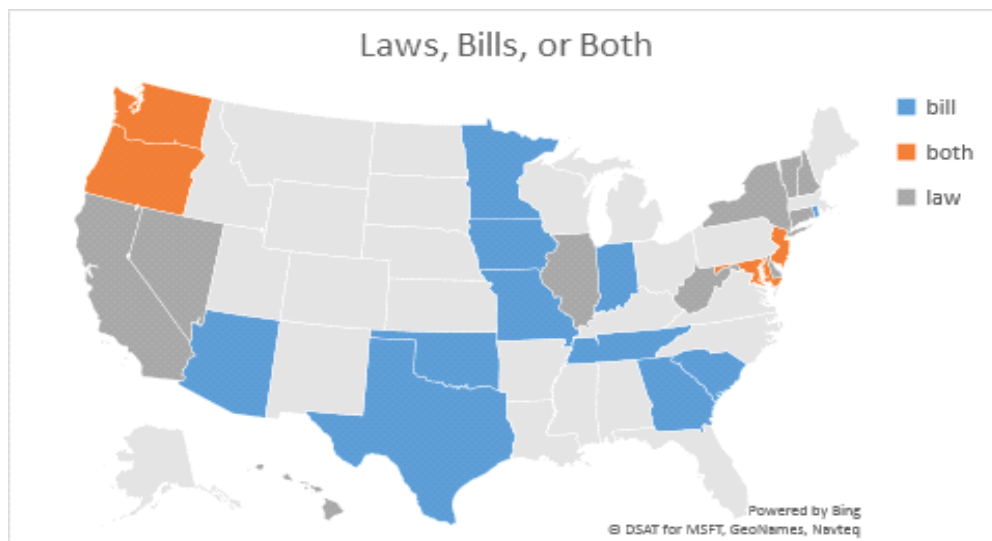 Laws, Bills, or Both
bill
both
law
Powered by Bing
© DSAT for MSFT, GeoNames, Navteq